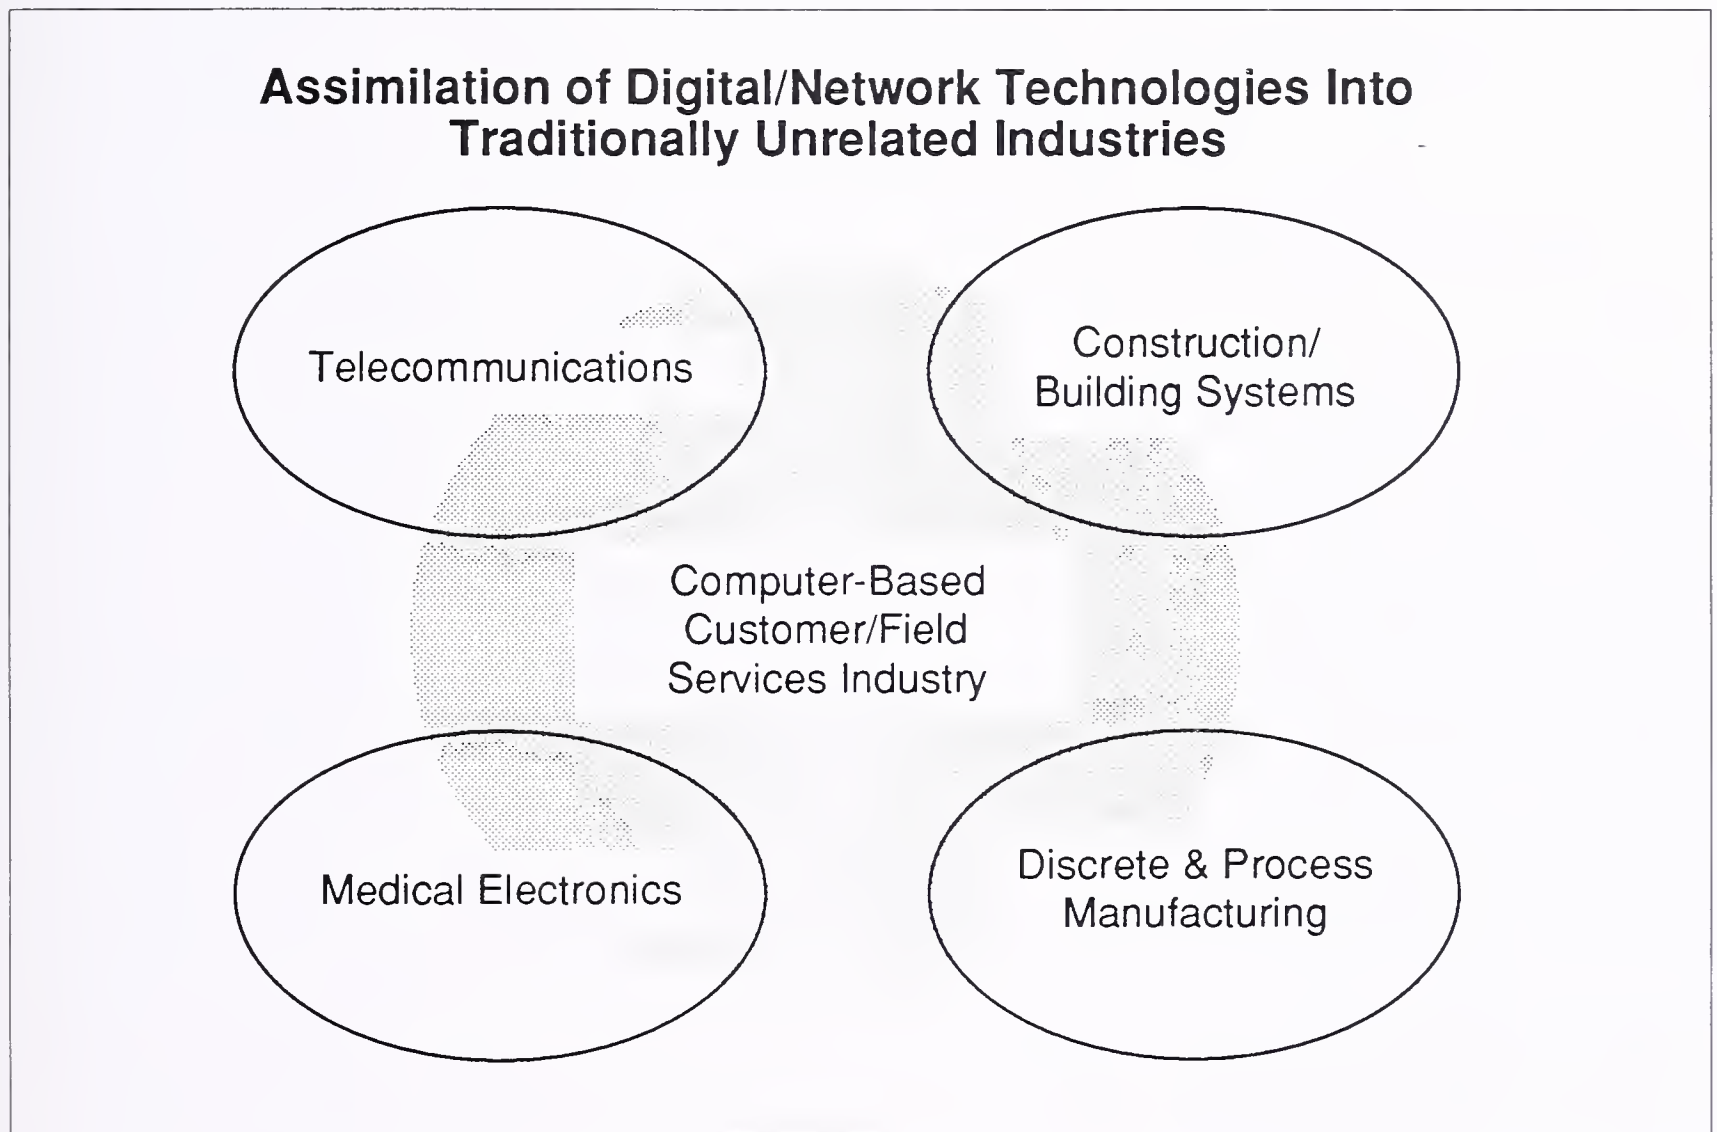 Assimilation of Digital/Network Technologies Into
Traditionally Unrelated Industries
Telecommunications
Construction/
Building Systems
Computer-Based
Customer/Field
Services Industry
Medical Electronics
Discrete & Process
Manufacturing